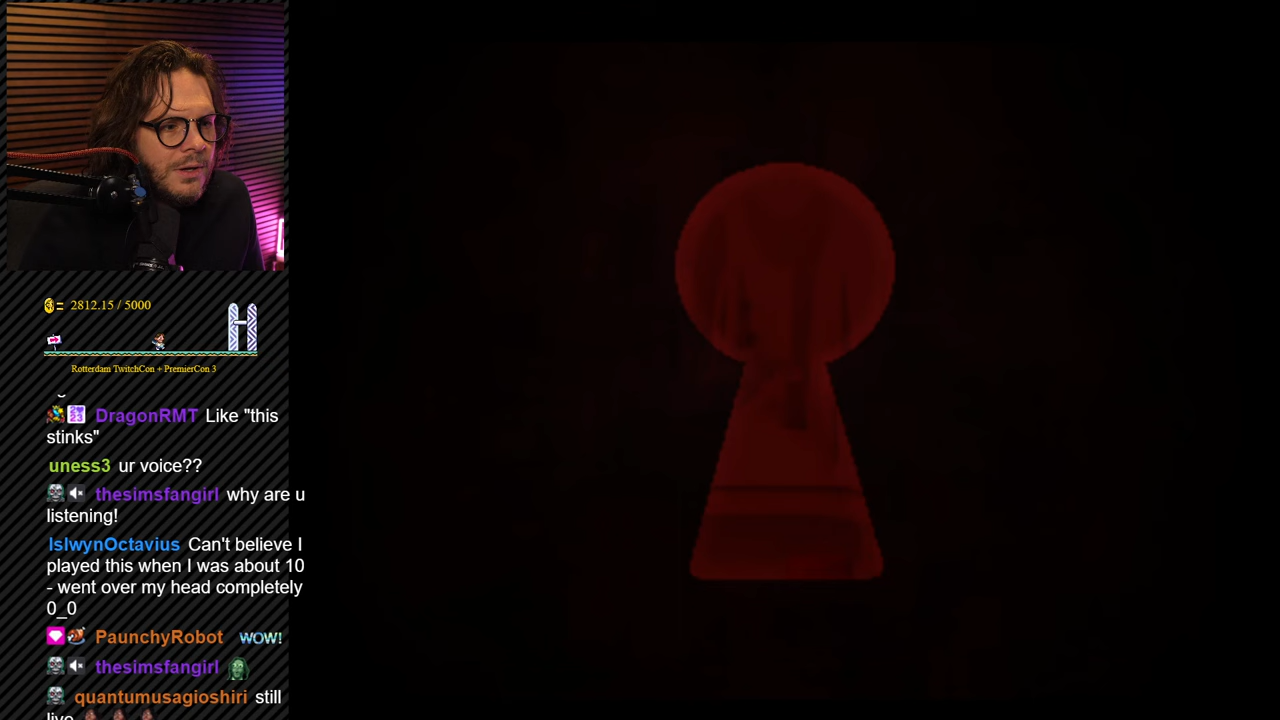 2812.15 / 5000
Rotterdam TwitchCon + PremierCon 3
DragonRMT Like "this
stinks"
uness3 ur voice??
thesimsfangirl why are u
listening!
IslwynOctavius Can't believe I
played this when I was about 10
- went over my head completely
0_0
PaunchyRobot WOW!
thesimsfangirl
quantumusagioshiri still
live